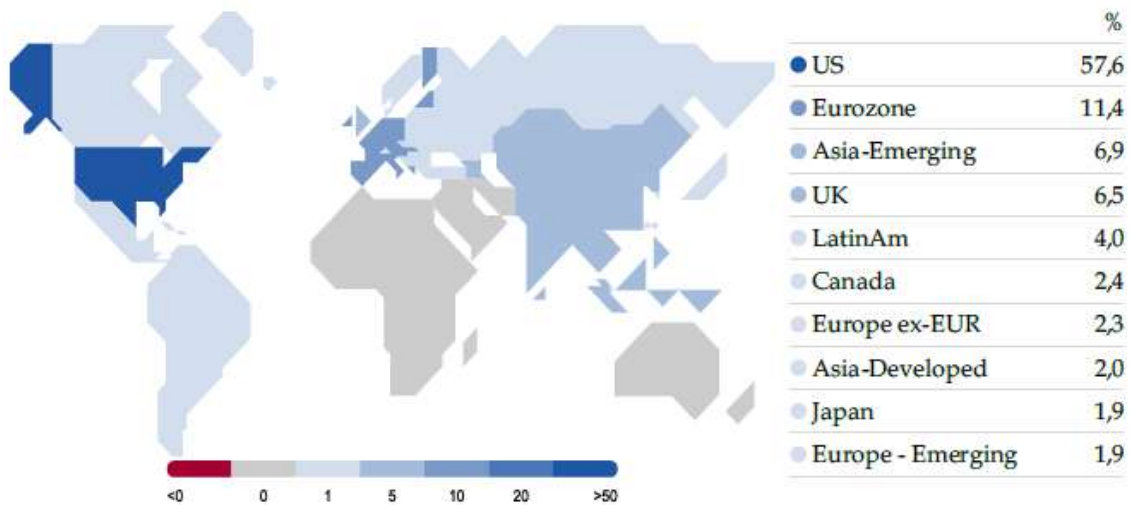 %
US 57,6
Eurozone 11,4
Asia-Emerging 6,9
UK 6,5
LatinAm 4,0
Canada 2,4
Europe ex-EUR 2,3
Asia-Developed 2,0
Japan 1,9
Europe - Emerging 1,9
<0 0 1 5 10 20 >50